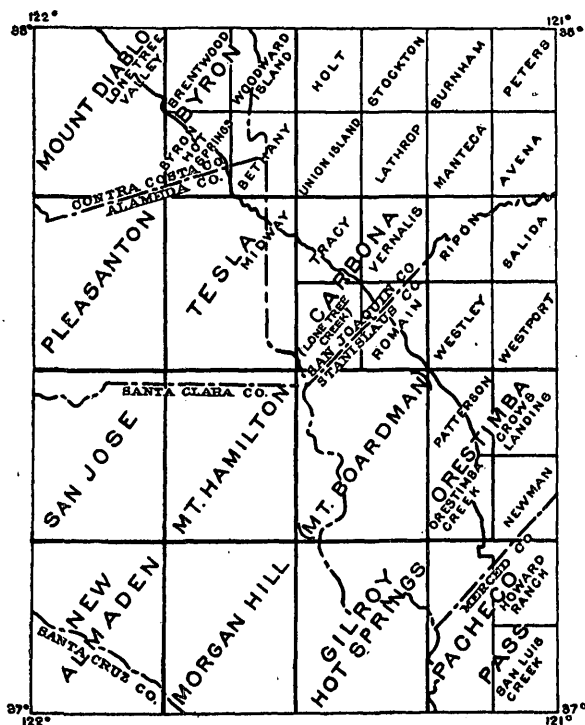 122° 121°
38° 38°
MOUNT DIABLO
LONE TREE
VALLEY
BRENTWOOD
BYRON
WOODWARD
ISLAND
HOLT
STOCKTON
BURNHAM
PETERS
BYRON
HOT
SPRINGS
BETHANY
UNION ISLAND
LATHROP
MANTECA
AVENA
CONTRA COSTA CO.
ALAMEDA CO.
PLEASANTON
TESLA
MIDWAY
TRACY
CARBONA
VERNALIS
RIPON
SALIDA
(LONE TREE
CREEK)
SAN JOAQUIN CO
STANISLAUS CO.
ROMAIN
WESTLEY
WESTPORT
SANTA CLARA CO.
SAN JOSE
MT. HAMILTON
MT. BOARDMAN
PATTERSON
ORESTIMBA
CROWS
LANDING
ORESTIMBA
CREEK
NEWMAN
MERCED CO
NEW
ALMADEN
SANTA CRUZ CO.
MORGAN HILL
GILROY
HOT SPRINGS
PACHECO
PASS
HOWARD
RANCH
SAN LUIS
CREEK
37° 37°
122° 121°